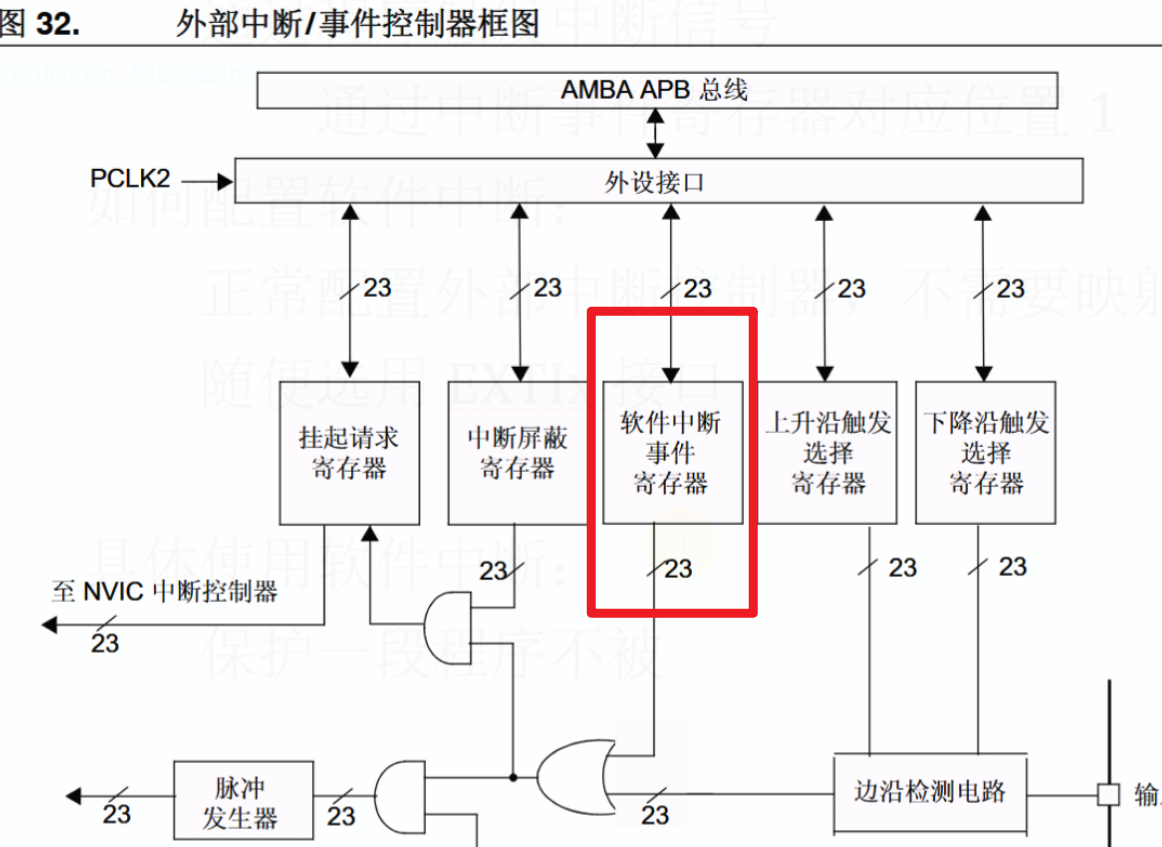 图 32. 外部中断/事件控制器框图
中断信号
AMBA APB 总线
通过中断事件寄存器对应位置 1
PCLK2
外设接口
如何配置软件中断：
23
23
23
23
23
正常配置外部中断控制器，不需要映射
随便选用 EXTIx 接口
挂起请求
寄存器
中断屏蔽
寄存器
软件中断
事件
寄存器
上升沿触发
选择
寄存器
下降沿触发
选择
寄存器
具体使用软件中断：
23
23
23
23
至 NVIC 中断控制器
23
保护一段程序不被
脉冲
发生器
边沿检测电路
输
23
23
23